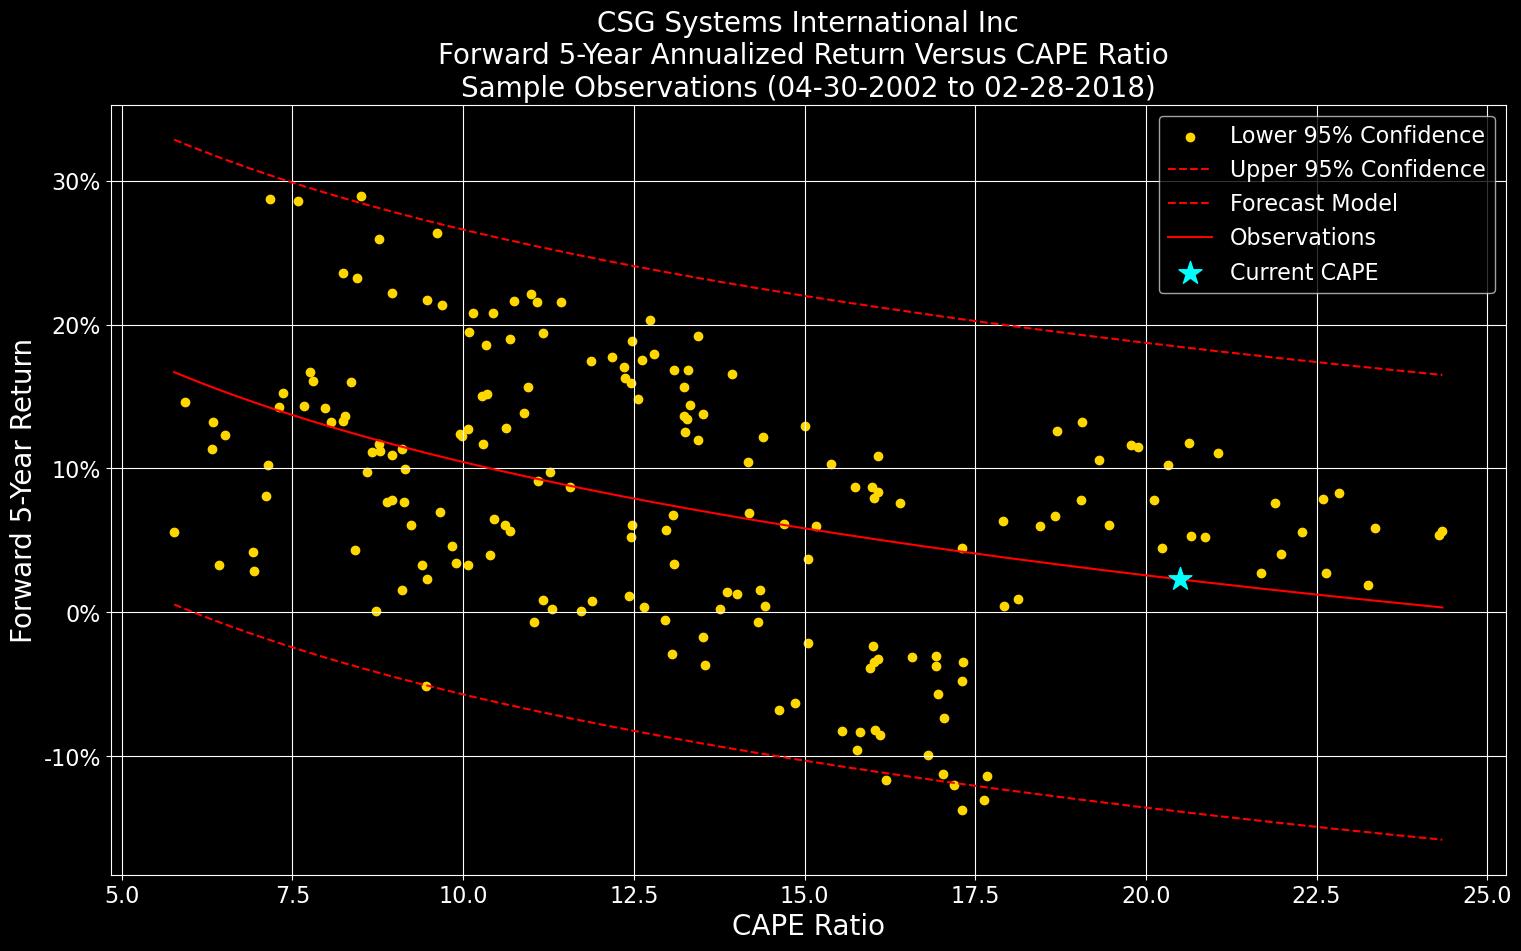 CSG Systems International Inc
Forward 5-Year Annualized Return Versus CAPE Ratio
Sample Observations (04-30-2002 to 02-28-2018)
Forward 5-Year Return
30%
20%
10%
0%
-10%
Lower 95% Confidence
Upper 95% Confidence
Forecast Model
Observations
Current CAPE
5.0 7.5 10.0 12.5 15.0 17.5 20.0 22.5 25.0
CAPE Ratio